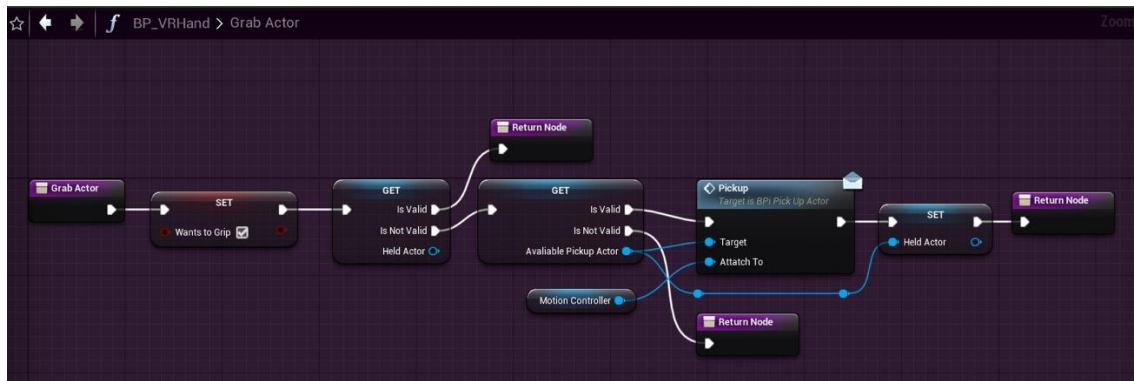 BP_VRHand > Grab Actor
Zoom
Return Node
Grab Actor
SET
Wants to Grip
GET
Is Valid
Is Not Valid
Held Actor
GET
Is Valid
Is Not Valid
Avaliable Pickup Actor
Motion Controller
Pickup
Target is BPi Pick Up Actor
Target
Attatch To
SET
Held Actor
Return Node
Return Node